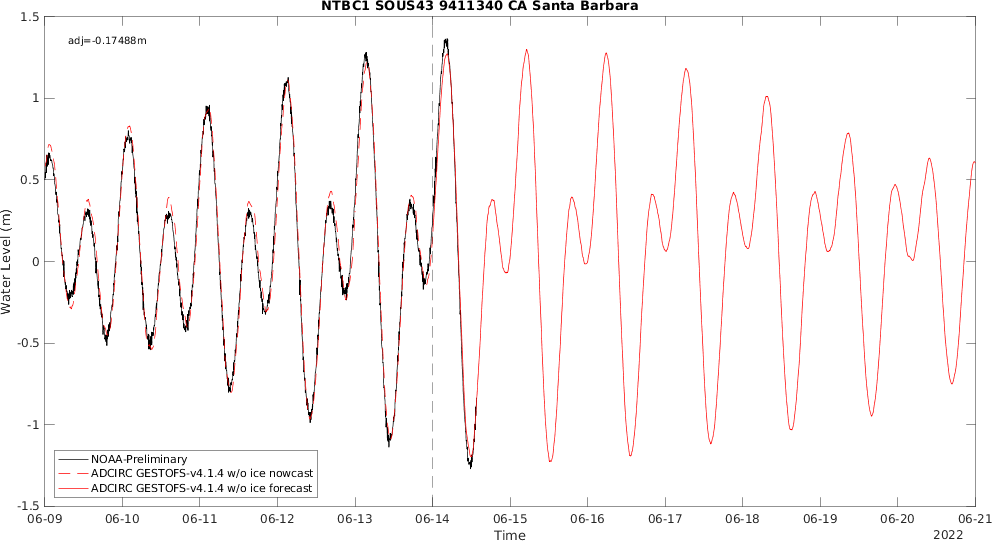 NTBC1 SOUS43 9411340 CA Santa Barbara
adj=-0.17488m
1.5
1
0.5
0
-0.5
-1
-1.5
Water Level (m)
NOAA-Preliminary
ADCIRC GESTOFS-v4.1.4 w/o ice nowcast
ADCIRC GESTOFS-v4.1.4 w/o ice forecast
06-09 06-10 06-11 06-12 06-13 06-14 06-15 06-16 06-17 06-18 06-19 06-20 06-21
Time
2022